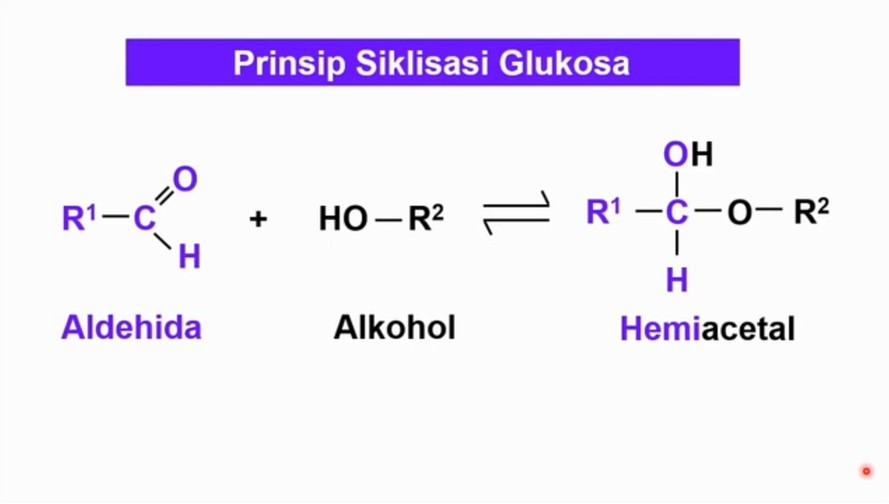 Prinsip Siklisasi Glukosa
O
R¹ — C
H
+
HO — R²
⇌
OH
R¹ — C — O — R²
H
Aldehida
Alkohol
Hemiacetal